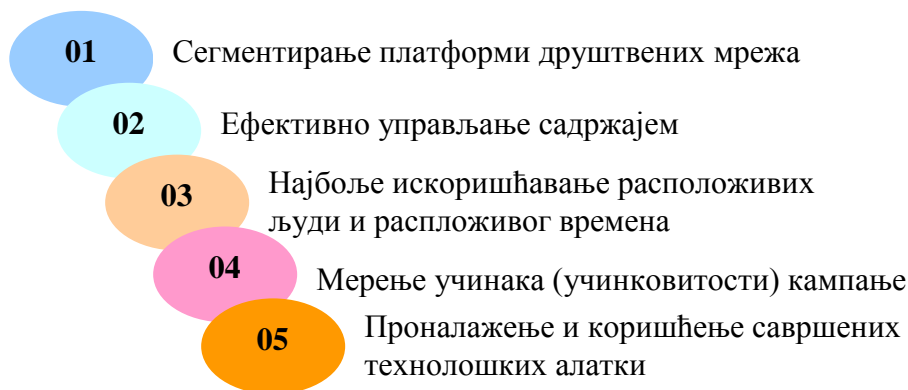 01 Сегментирање платформи друштвених мрежа
02 Ефективно управљање садржајем
03 Најбоље искоришћавање расположивих
људи и распложивог времена
04 Мерење учинака (учинковитости) кампање
05 Проналажење и коришћење савршених
технолошких алатки